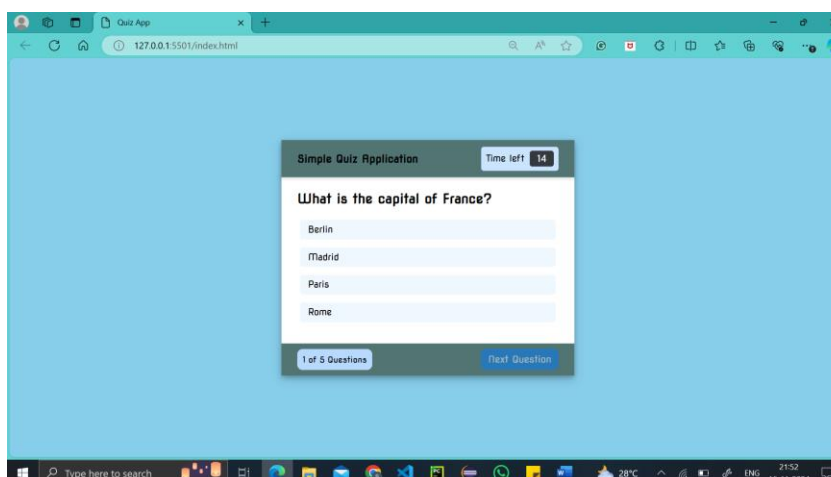 Quiz App
127.0.0.1:5501/index.html
Simple Quiz Application
Time left 14
What is the capital of France?
Berlin
Madrid
Paris
Rome
1 of 5 Questions
Next Question
Type here to search
28°C
ENG
21:52